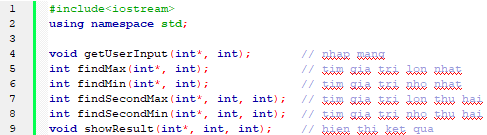 1 #include<iostream>
2 using namespace std;
3
4 void getUserInput(int*, int); // nhap mang
5 int findMax(int*, int); // tim gia tri lon nhat
6 int findMin(int*, int); // tim gia tri nho nhat
7 int findSecondMax(int*, int, int); // tim gia tri lon thu hai
8 int findSecondMin(int*, int, int); // tim gia tri nho thu hai
9 void showResult(int*, int, int); // hien thi ket qua